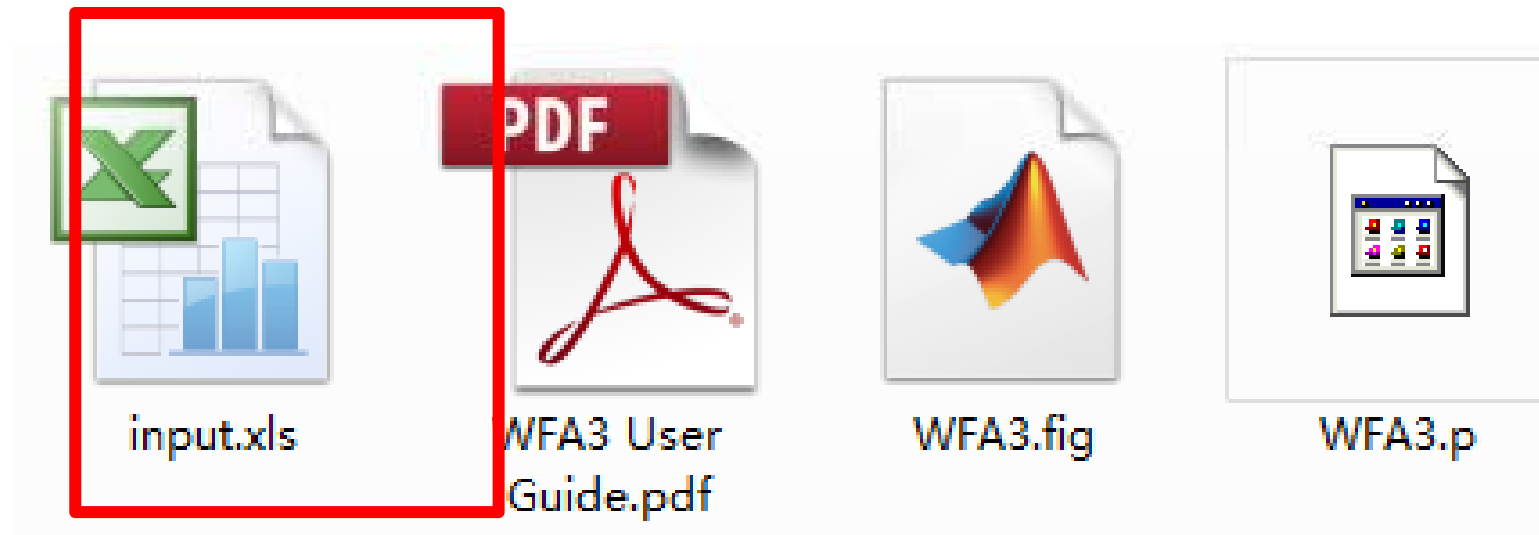 PDF
input.xls
WFA3 User
Guide.pdf
WFA3.fig
WFA3.p